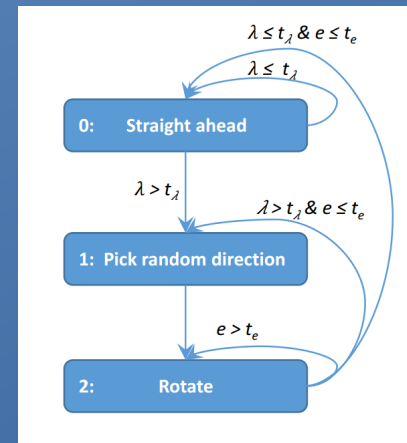 λ ≤ t_λ & e ≤ t_e
λ ≤ t_λ
0: Straight ahead
λ > t_λ
λ > t_λ & e ≤ t_e
1: Pick random direction
e > t_e
2: Rotate